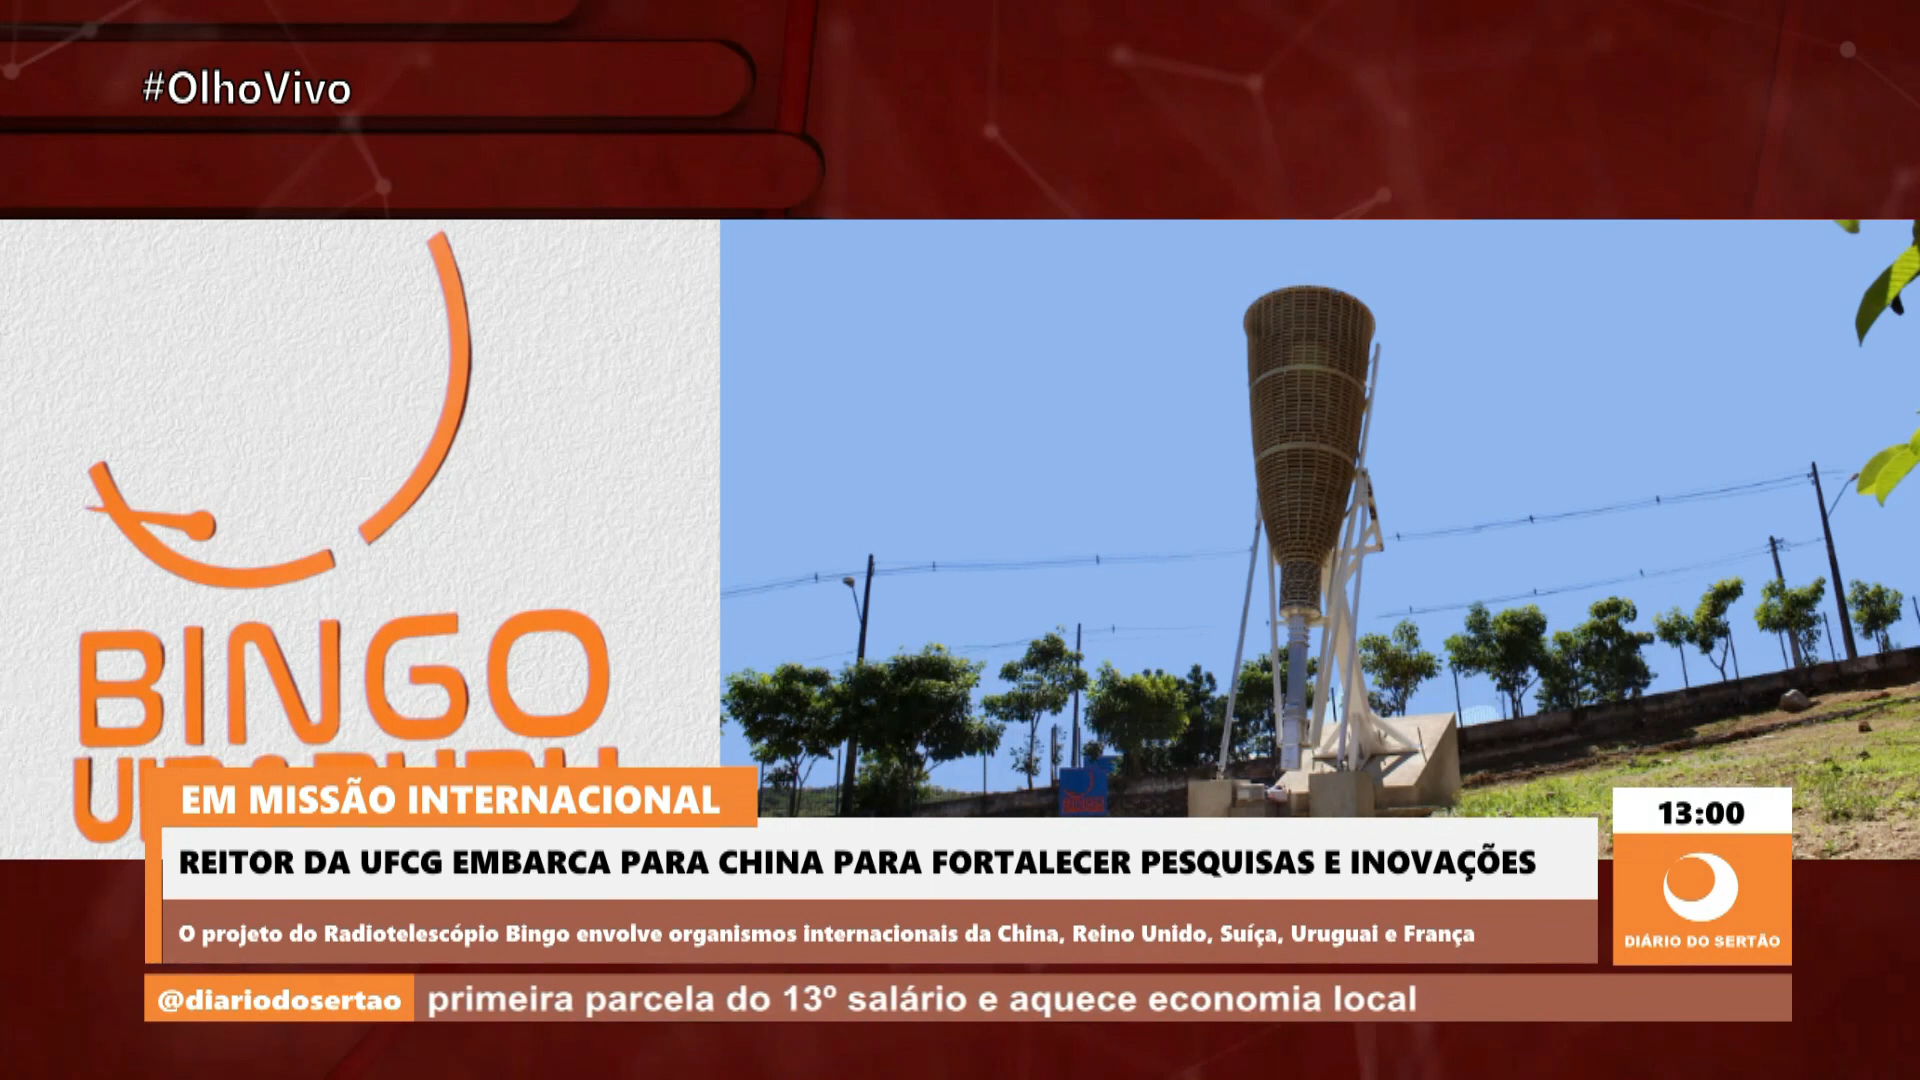 #OlhoVivo
BINGO
EM MISSÃO INTERNACIONAL
REITOR DA UFCG EMBARCA PARA CHINA PARA FORTALECER PESQUISAS E INOVAÇÕES
O projeto do Radiotelescópio Bingo envolve organismos internacionais da China, Reino Unido, Suíça, Uruguai e França
13:00
DIÁRIO DO SERTÃO
@diariodosertao primeira parcela do 13º salário e aquece economia local